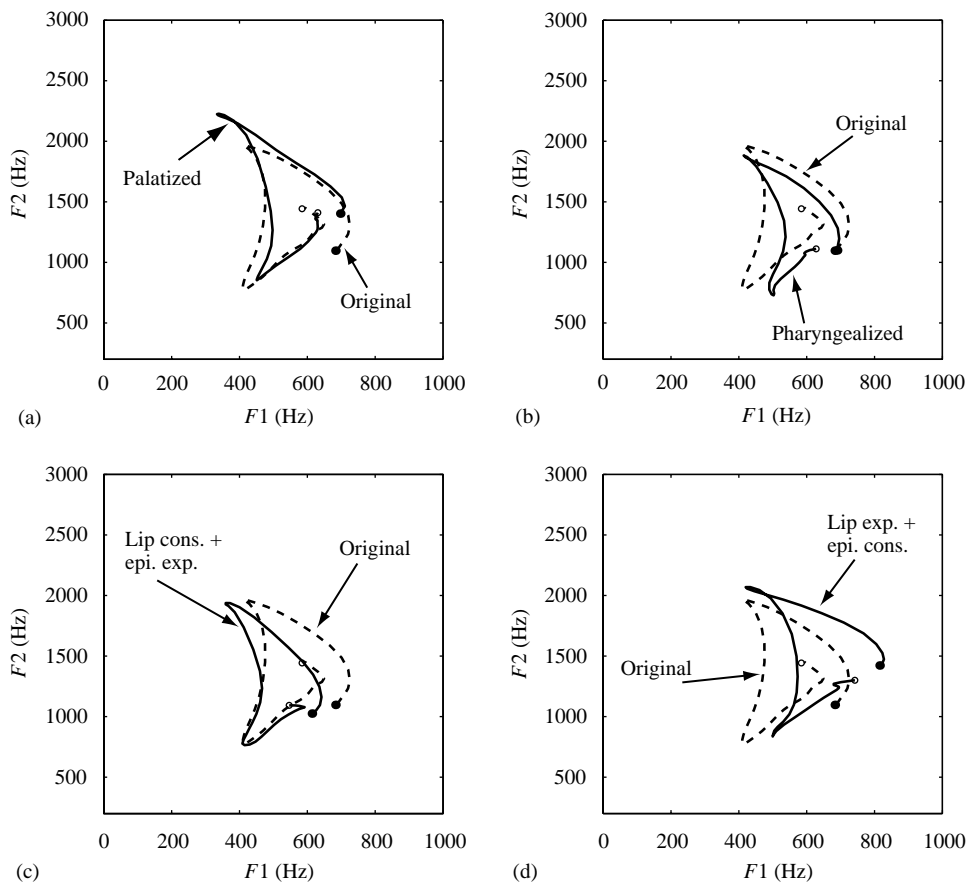 3000
2500
2000
1500
1000
500
F2 (Hz)
Palatized
Original
0 200 400 600 800 1000
F1 (Hz)
(a)
3000
2500
2000
1500
1000
500
F2 (Hz)
Original
Pharyngealized
0 200 400 600 800 1000
F1 (Hz)
(b)
3000
2500
2000
1500
1000
500
F2 (Hz)
Lip cons. +
epi. exp.
Original
0 200 400 600 800 1000
F1 (Hz)
(c)
3000
2500
2000
1500
1000
500
F2 (Hz)
Lip exp. +
epi. cons.
Original
0 200 400 600 800 1000
F1 (Hz)
(d)